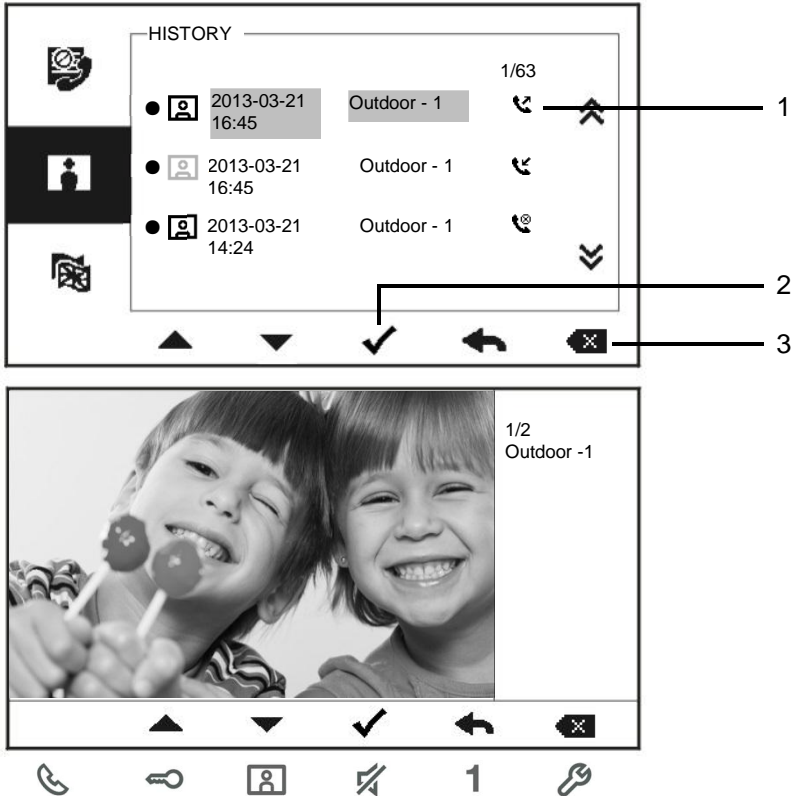 HISTORY
1/63
2013-03-21 Outdoor - 1
16:45
1
2013-03-21 Outdoor - 1
16:45
2013-03-21 Outdoor - 1
14:24
2
3
1/2
Outdoor -1
1